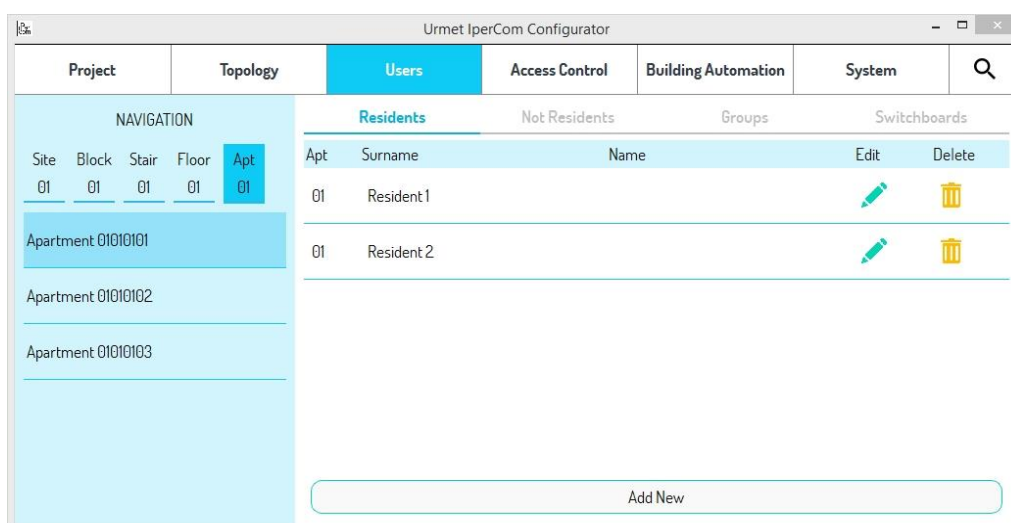 Urmet IperCom Configurator
Project Topology Users Access Control Building Automation System
NAVIGATION
Site Block Stair Floor Apt
01 01 01 01 01
Apartment 01010101
Apartment 01010102
Apartment 01010103
Residents Not Residents Groups Switchboards
Apt Surname Name Edit Delete
01 Resident 1
01 Resident 2
Add New